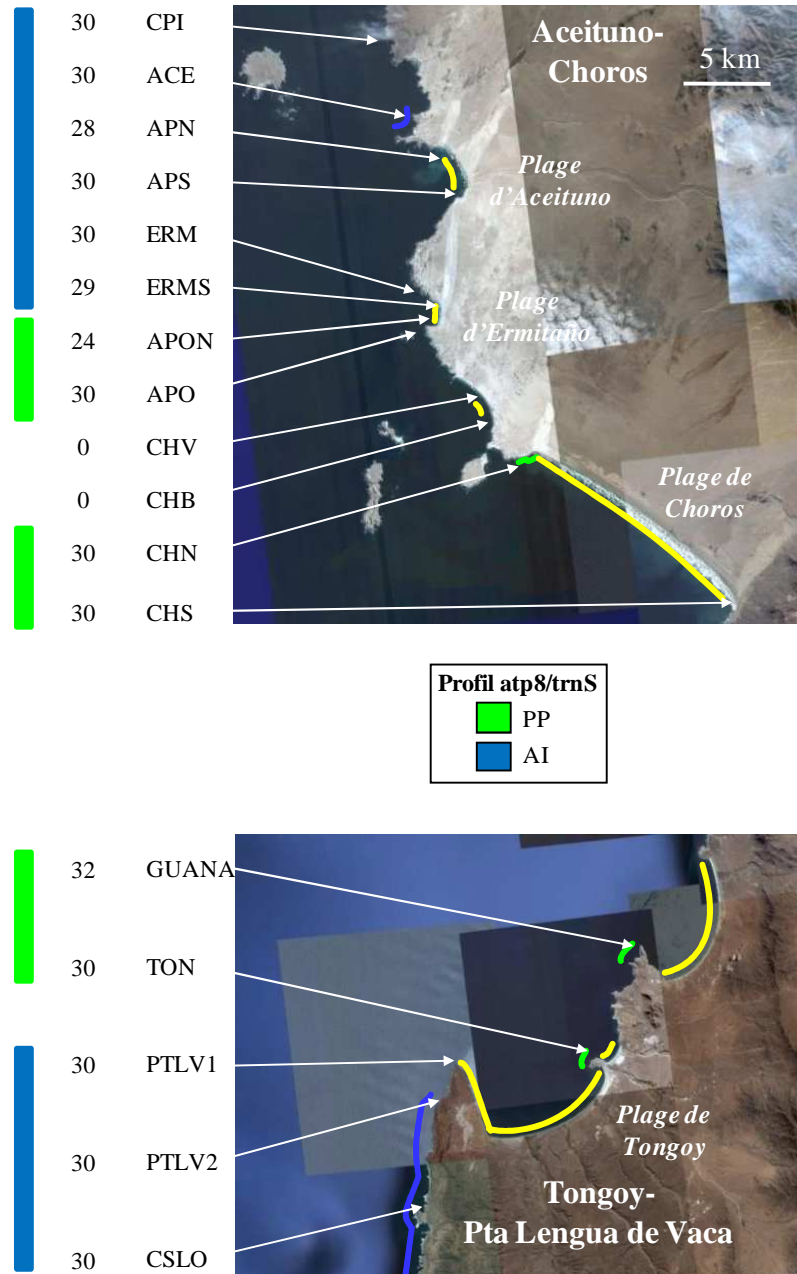 30 CPI
30 ACE
28 APN
30 APS
30 ERM
29 ERMS
24 APON
30 APO
0 CHV
0 CHB
30 CHN
30 CHS
Aceituno-
Choros
5 km
Plage
d'Aceituno
Plage
d'Ermitaño
Plage de
Choros
Profil atp8/trnS
PP
AI
32 GUANA
30 TON
30 PTLV1
30 PTLV2
30 CSLO
Plage de
Tongoy
Tongoy-
Pta Lengua de Vaca